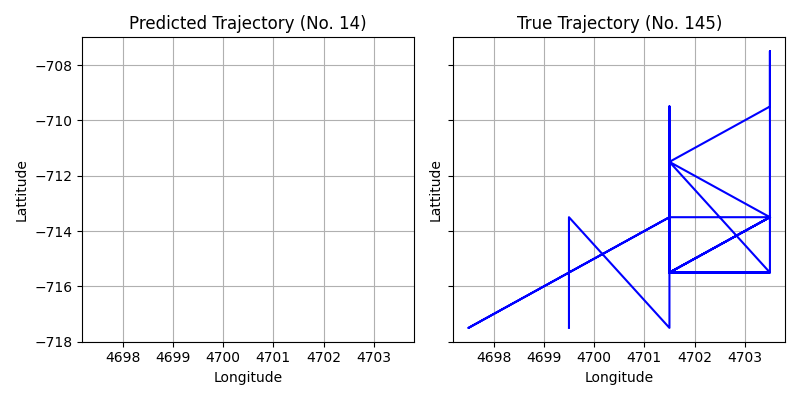 Predicted Trajectory (No. 14)
True Trajectory (No. 145)
−708
−710
−712
−714
−716
−718
Lattitude
Lattitude
4698 4699 4700 4701 4702 4703
4698 4699 4700 4701 4702 4703
Longitude
Longitude